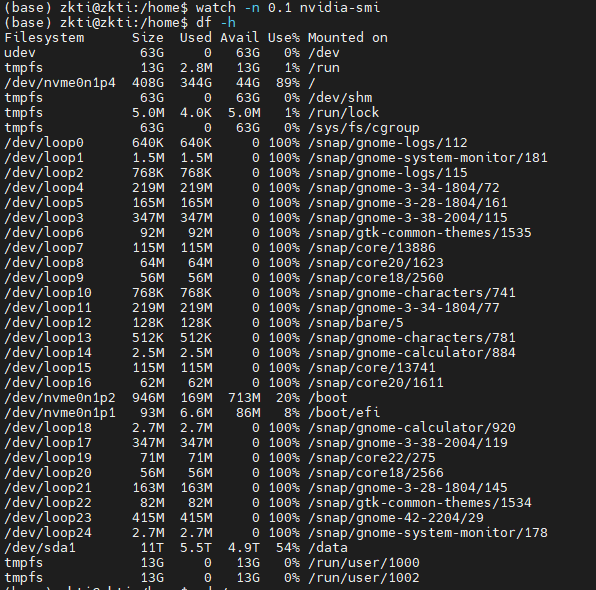 (base) zkti@zkti:/home$ watch -n 0.1 nvidia-smi
(base) zkti@zkti:/home$ df -h
Filesystem      Size  Used Avail Use% Mounted on
udev             63G     0   63G   0% /dev
tmpfs            13G  2.8M   13G   1% /run
/dev/nvme0n1p4  408G  344G   44G  89% /
tmpfs            63G     0   63G   0% /dev/shm
tmpfs           5.0M  4.0K  5.0M   1% /run/lock
tmpfs            63G     0   63G   0% /sys/fs/cgroup
/dev/loop0      640K  640K     0 100% /snap/gnome-logs/112
/dev/loop1      1.5M  1.5M     0 100% /snap/gnome-system-monitor/181
/dev/loop2      768K  768K     0 100% /snap/gnome-logs/115
/dev/loop4      219M  219M     0 100% /snap/gnome-3-34-1804/72
/dev/loop5      165M  165M     0 100% /snap/gnome-3-28-1804/161
/dev/loop3      347M  347M     0 100% /snap/gnome-3-38-2004/115
/dev/loop6       92M   92M     0 100% /snap/gtk-common-themes/1535
/dev/loop7      115M  115M     0 100% /snap/core/13886
/dev/loop8       64M   64M     0 100% /snap/core20/1623
/dev/loop9       56M   56M     0 100% /snap/core18/2560
/dev/loop10     768K  768K     0 100% /snap/gnome-characters/741
/dev/loop11     219M  219M     0 100% /snap/gnome-3-34-1804/77
/dev/loop12     128K  128K     0 100% /snap/bare/5
/dev/loop13     512K  512K     0 100% /snap/gnome-characters/781
/dev/loop14     2.5M  2.5M     0 100% /snap/gnome-calculator/884
/dev/loop15     115M  115M     0 100% /snap/core/13741
/dev/loop16      62M   62M     0 100% /snap/core20/1611
/dev/nvme0n1p2  946M  169M  713M  20% /boot
/dev/nvme0n1p1   93M  6.6M   86M   8% /boot/efi
/dev/loop18     2.7M  2.7M     0 100% /snap/gnome-calculator/920
/dev/loop17     347M  347M     0 100% /snap/gnome-3-38-2004/119
/dev/loop19      71M   71M     0 100% /snap/core22/275
/dev/loop20      56M   56M     0 100% /snap/core18/2566
/dev/loop21     163M  163M     0 100% /snap/gnome-3-28-1804/145
/dev/loop22      82M   82M     0 100% /snap/gtk-common-themes/1534
/dev/loop23     415M  415M     0 100% /snap/gnome-42-2204/29
/dev/loop24     2.7M  2.7M     0 100% /snap/gnome-system-monitor/178
/dev/sda1        11T  5.5T  4.9T  54% /data
tmpfs            13G     0   13G   0% /run/user/1000
tmpfs            13G     0   13G   0% /run/user/1002